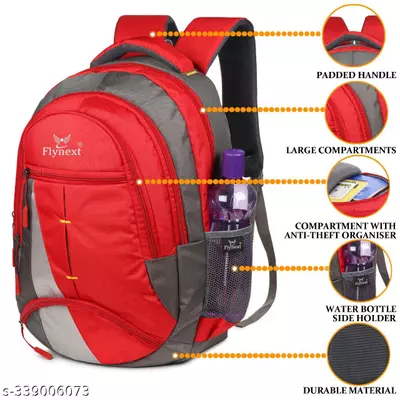 PADDED HANDLE
Flynext
LARGE COMPARTMENTS
COMPARTMENT WITH
ANTI-THEFT ORGANISER
WATER BOTTLE
SIDE HOLDER
DURABLE MATERIAL
s-339006073